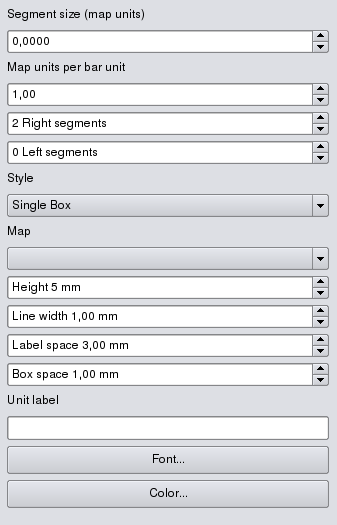 Segment size (map units)
0,0000
Map units per bar unit
1,00
2 Right segments
0 Left segments
Style
Single Box
Map
Height 5 mm
Line width 1,00 mm
Label space 3,00 mm
Box space 1,00 mm
Unit label
Font...
Color...